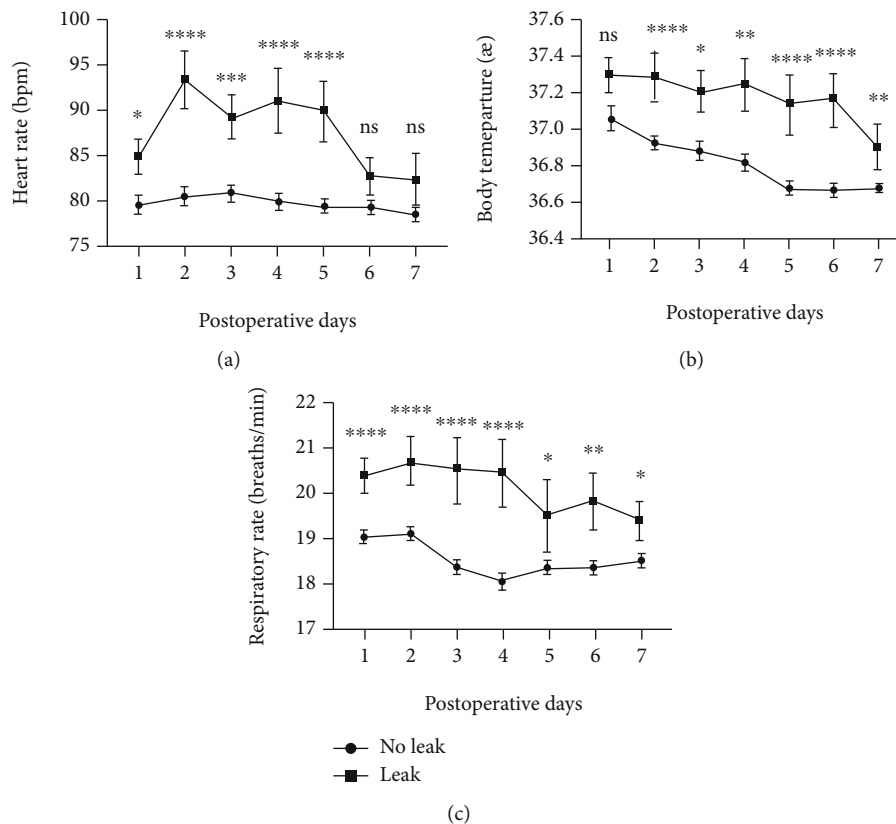 100
95
90
85
80
75
Heart rate (bpm)
*
****
***
****
****
ns
ns
1 2 3 4 5 6 7
Postoperative days
(a)
37.6
37.4
37.2
37.0
36.8
36.6
36.4
Body temeparture (æ)
ns
****
*
**
****
****
**
1 2 3 4 5 6 7
Postoperative days
(b)
22
21
20
19
18
17
Respiratory rate (breaths/min)
****
****
****
****
*
**
*
1 2 3 4 5 6 7
Postoperative days
No leak
Leak
(c)